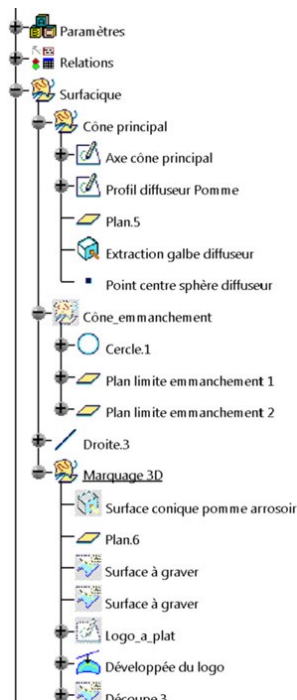 Paramètres
Relations
Surfacique
Cône principal
Axe cône principal
Profil diffuseur Pomme
Plan.5
Extraction galbe diffuseur
Point centre sphère diffuseur
Cône_emmanchement
Cercle.1
Plan limite emmanchement 1
Plan limite emmanchement 2
Droite.3
Marquage 3D
Surface conique pomme arrosoir
Plan.6
Surface à graver
Surface à graver
Logo_a_plat
Développée du logo
Découpe.3